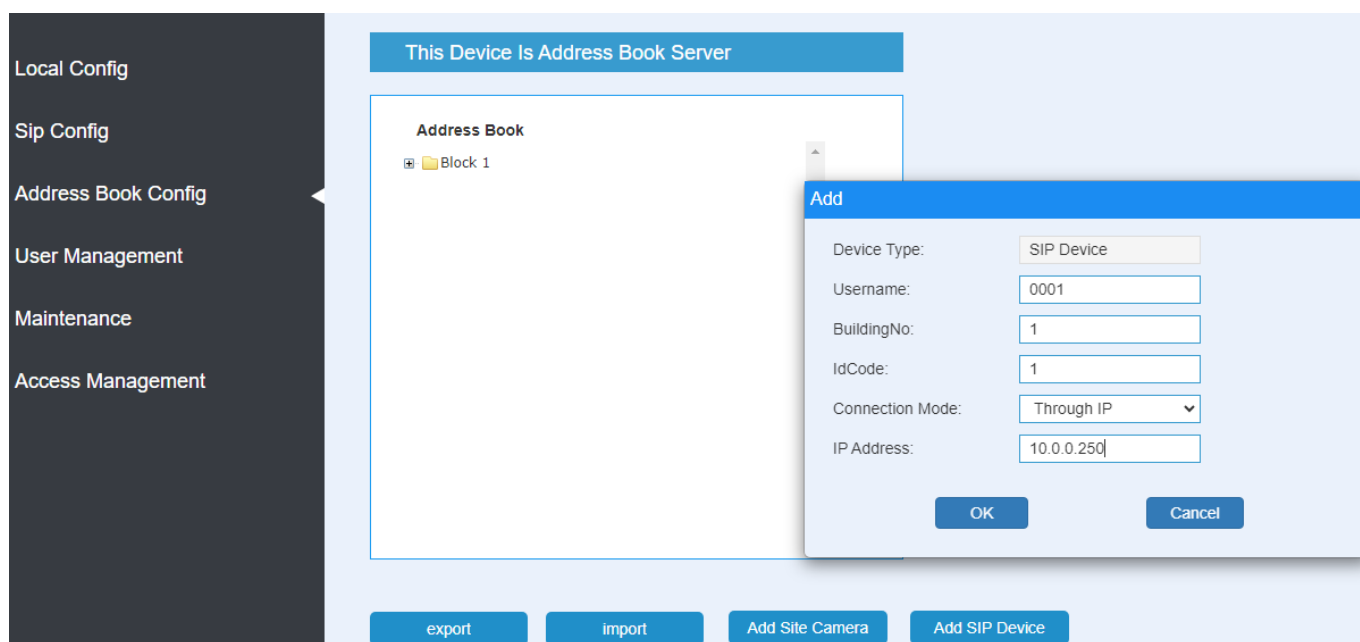 Local Config
Sip Config
Address Book Config
User Management
Maintenance
Access Management
This Device Is Address Book Server
Address Book
Block 1
Add
Device Type: SIP Device
Username: 0001
BuildingNo: 1
IdCode: 1
Connection Mode: Through IP
IP Address: 10.0.0.250
OK Cancel
export import Add Site Camera Add SIP Device